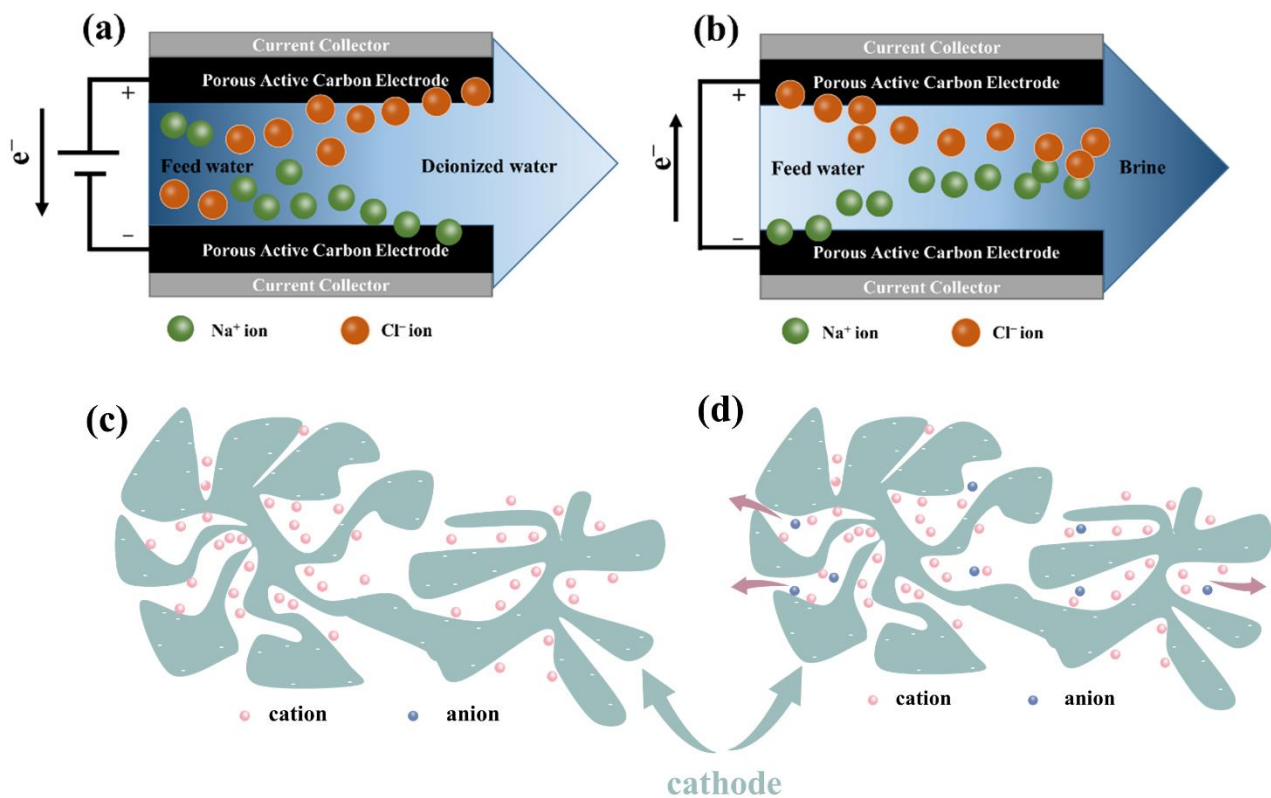 (a)
Current Collector
Porous Active Carbon Electrode
+
e⁻
Feed water
Deionized water
−
Porous Active Carbon Electrode
Current Collector
Na⁺ ion
Cl⁻ ion
(b)
Current Collector
Porous Active Carbon Electrode
+
e⁻
Feed water
Brine
−
Porous Active Carbon Electrode
Current Collector
Na⁺ ion
Cl⁻ ion
(c)
cation
anion
(d)
cation
anion
cathode